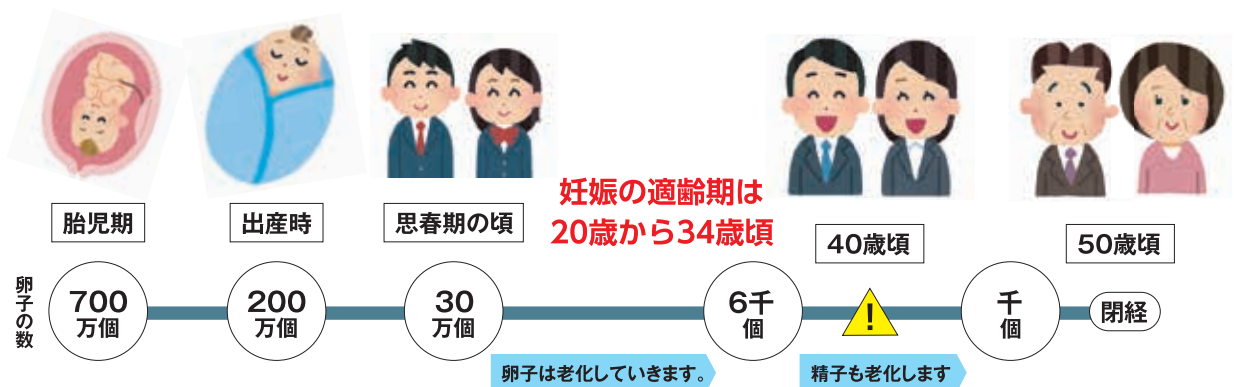 妊娠の適齢期は
20歳から34歳頃
胎児期
出産時
思春期の頃
40歳頃
50歳頃
卵子の数
700
万個
200
万個
30
万個
6千
個
!
千
個
閉経
卵子は老化していきます。
精子も老化します